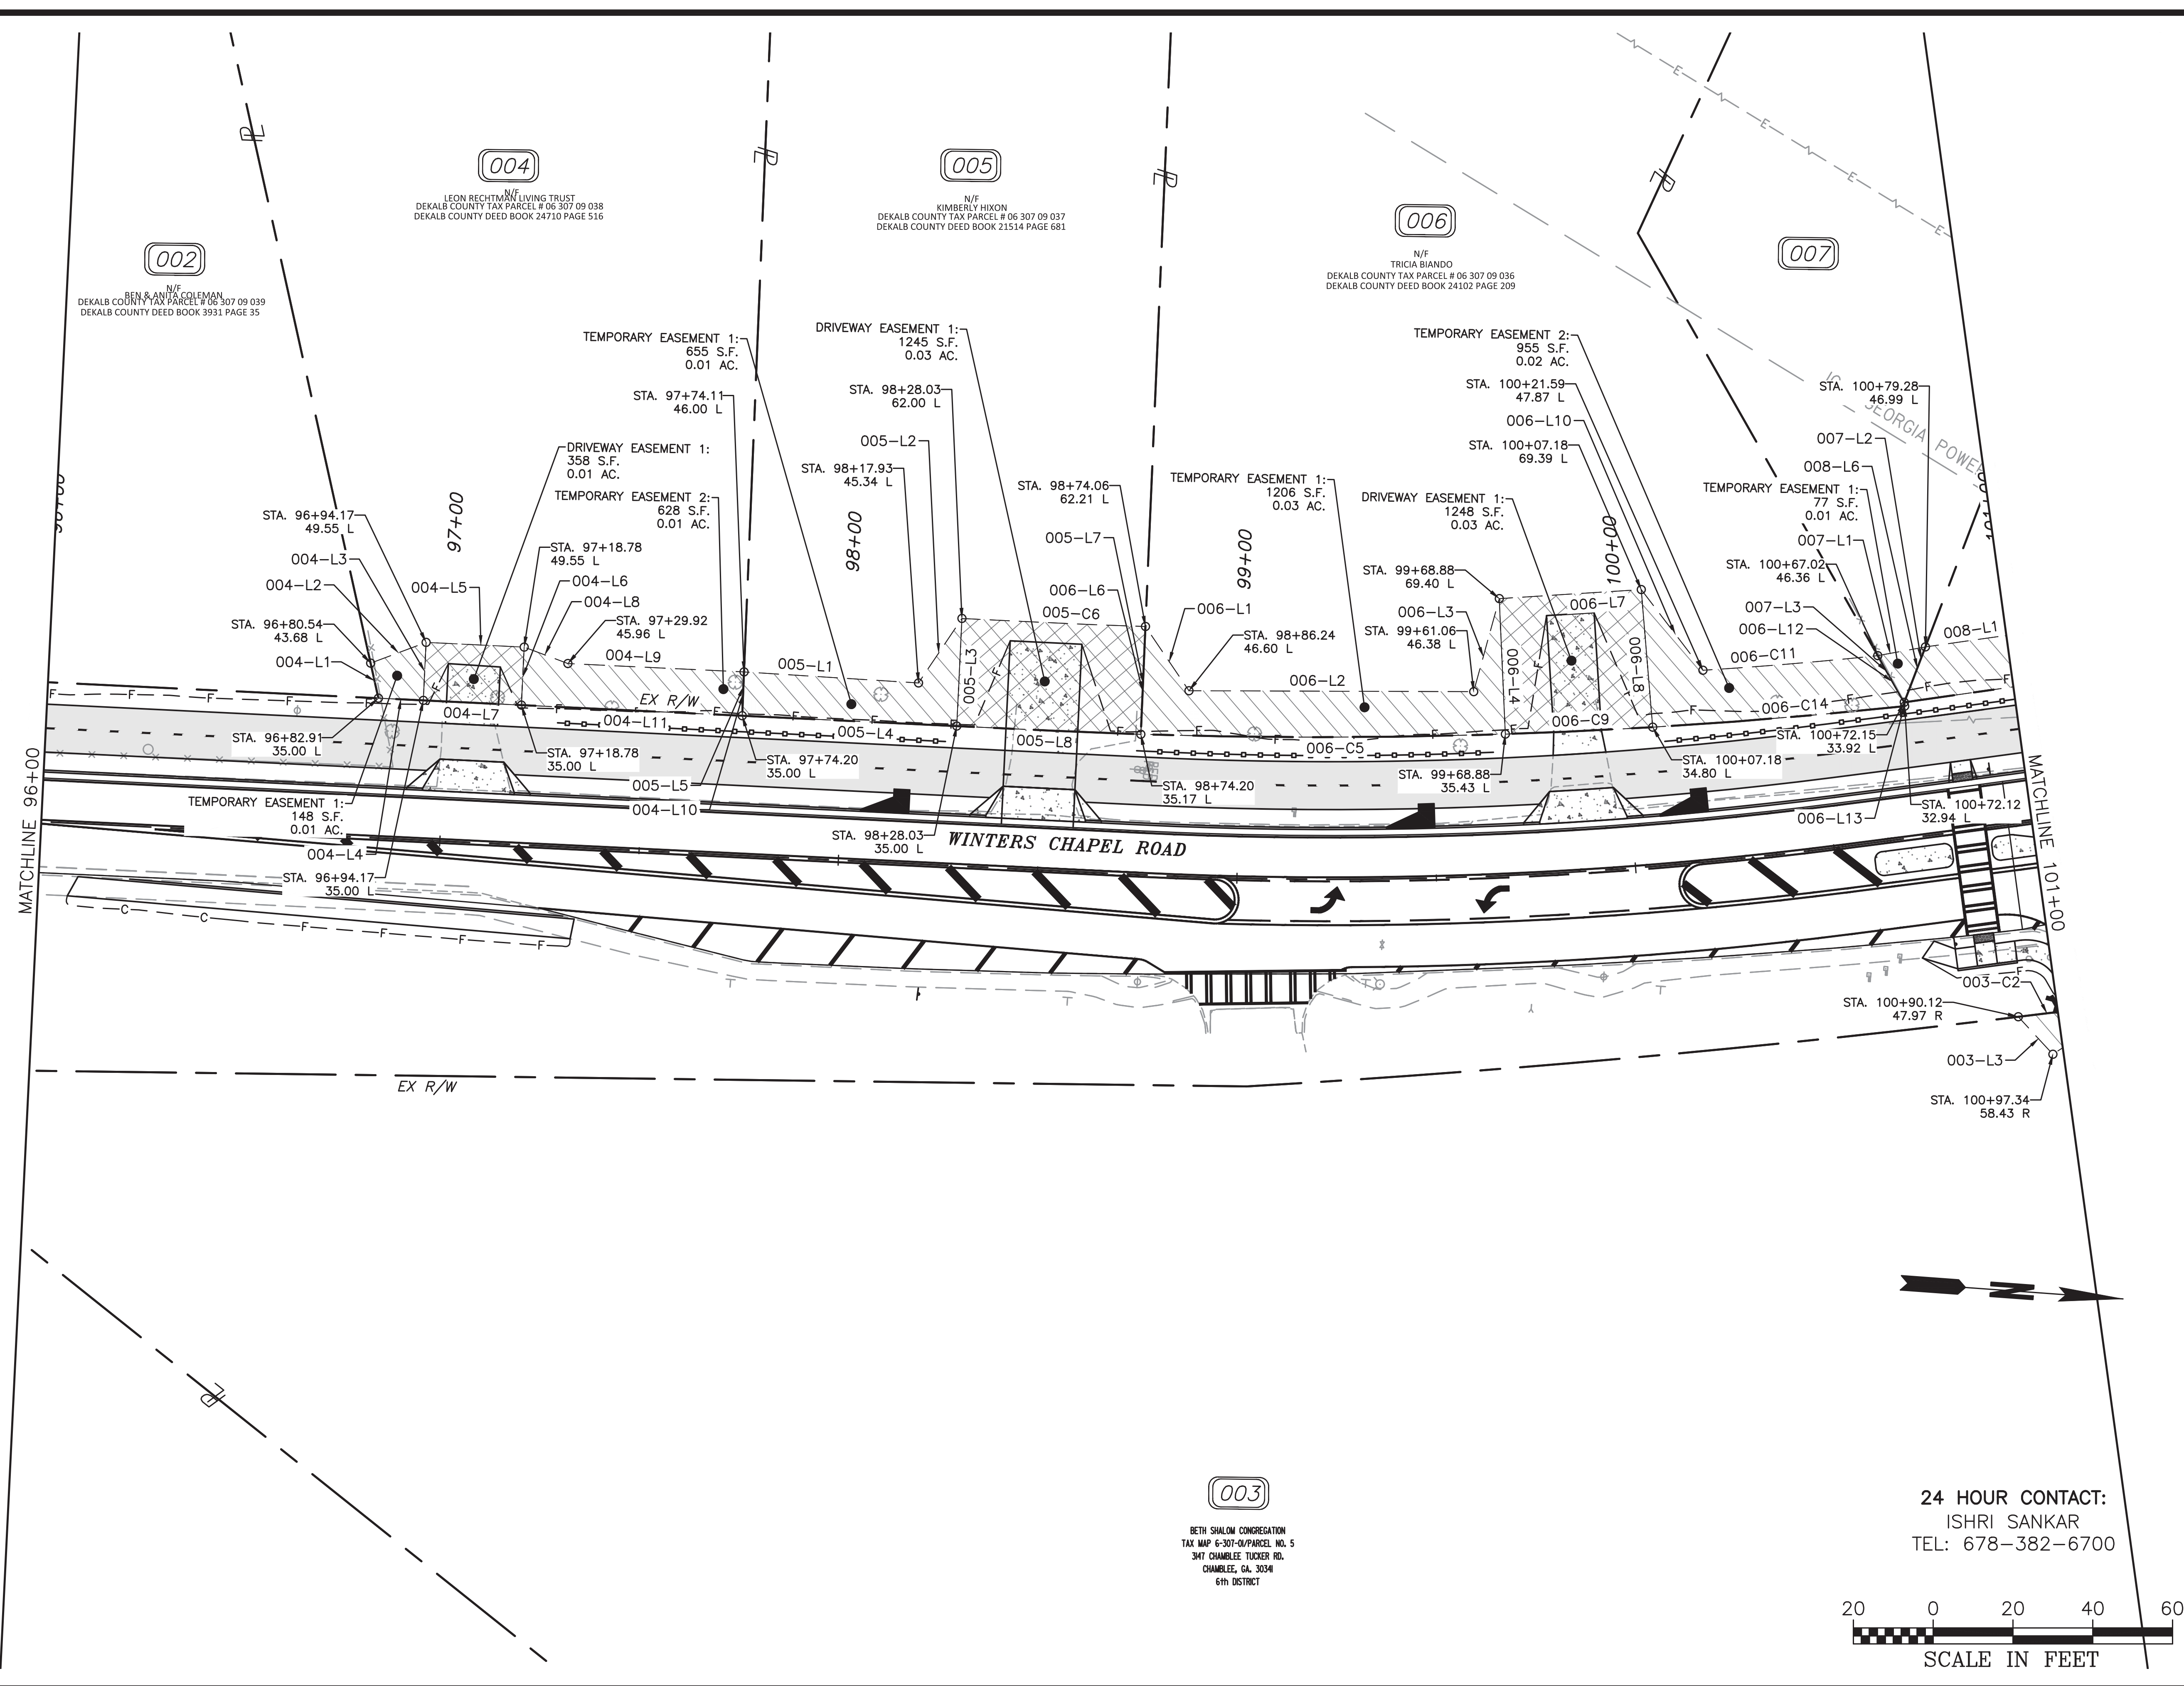 004
N/F
LEON RECHTMAN LIVING TRUST
DEKALB COUNTY TAX PARCEL # 06 307 09 038
DEKALB COUNTY DEED BOOK 24710 PAGE 516
005
N/F
KIMBERLY HIXON
DEKALB COUNTY TAX PARCEL # 06 307 09 037
DEKALB COUNTY DEED BOOK 21514 PAGE 681
006
N/F
TRICIA BIANDO
DEKALB COUNTY TAX PARCEL # 06 307 09 036
DEKALB COUNTY DEED BOOK 24102 PAGE 209
007
002
N/F
BEN & ANITA COLEMAN
DEKALB COUNTY TAX PARCEL # 06 307 09 039
DEKALB COUNTY DEED BOOK 3931 PAGE 35
PL
PL
PL
PL
E
E
E
E
GEORGIA POWER
TEMPORARY EASEMENT 1:
655 S.F.
0.01 AC.
STA. 97+74.11
46.00 L
DRIVEWAY EASEMENT 1:
358 S.F.
0.01 AC.
TEMPORARY EASEMENT 2:
628 S.F.
0.01 AC.
DRIVEWAY EASEMENT 1:
1245 S.F.
0.03 AC.
STA. 98+28.03
62.00 L
005-L2
STA. 98+17.93
45.34 L
STA. 98+74.06
62.21 L
005-L7
006-L6
005-C6
TEMPORARY EASEMENT 2:
955 S.F.
0.02 AC.
STA. 100+21.59
47.87 L
006-L10
STA. 100+07.18
69.39 L
TEMPORARY EASEMENT 1:
1206 S.F.
0.03 AC.
DRIVEWAY EASEMENT 1:
1248 S.F.
0.03 AC.
STA. 100+79.28
46.99 L
007-L2
008-L6
TEMPORARY EASEMENT 1:
77 S.F.
0.01 AC.
007-L1
STA. 100+67.02
46.36 L
007-L3
006-L12
008-L1
97+00
98+00
99+00
100+00
STA. 96+94.17
49.55 L
004-L3
004-L2
004-L5
STA. 97+18.78
49.55 L
004-L6
004-L8
STA. 97+29.92
45.96 L
STA. 96+80.54
43.68 L
004-L1
004-L9
005-L1
005-L3
006-L1
STA. 98+86.24
46.60 L
006-L2
STA. 99+68.88
69.40 L
006-L3
STA. 99+61.06
46.38 L
006-L4
006-L7
006-L8
006-C11
006-C14
EX R/W
004-L7
004-L11
005-L4
005-L8
006-C5
006-C9
STA. 96+82.91
35.00 L
STA. 97+18.78
35.00 L
005-L5
004-L10
STA. 97+74.20
35.00 L
STA. 98+74.20
35.17 L
STA. 99+68.88
35.43 L
STA. 100+07.18
34.80 L
STA. 100+72.15
33.92 L
STA. 100+72.12
32.94 L
006-L13
TEMPORARY EASEMENT 1:
148 S.F.
0.01 AC.
004-L4
STA. 96+94.17
35.00 L
STA. 98+28.03
35.00 L
WINTERS CHAPEL ROAD
MATCHLINE 96+00
MATCHLINE 101+00
C
C
F
F
F
F
003-C2
STA. 100+90.12
47.97 R
003-L3
STA. 100+97.34
58.43 R
EX R/W
PL
N
003
BETH SHALOM CONGREGATION
TAX MAP 6-307-01/PARCEL NO. 5
3147 CHAMBLEE TUCKER RD.
CHAMBLEE, GA. 30341
6th DISTRICT
24 HOUR CONTACT:
ISHRI SANKAR
TEL: 678-382-6700
20 0 20 40 60
SCALE IN FEET